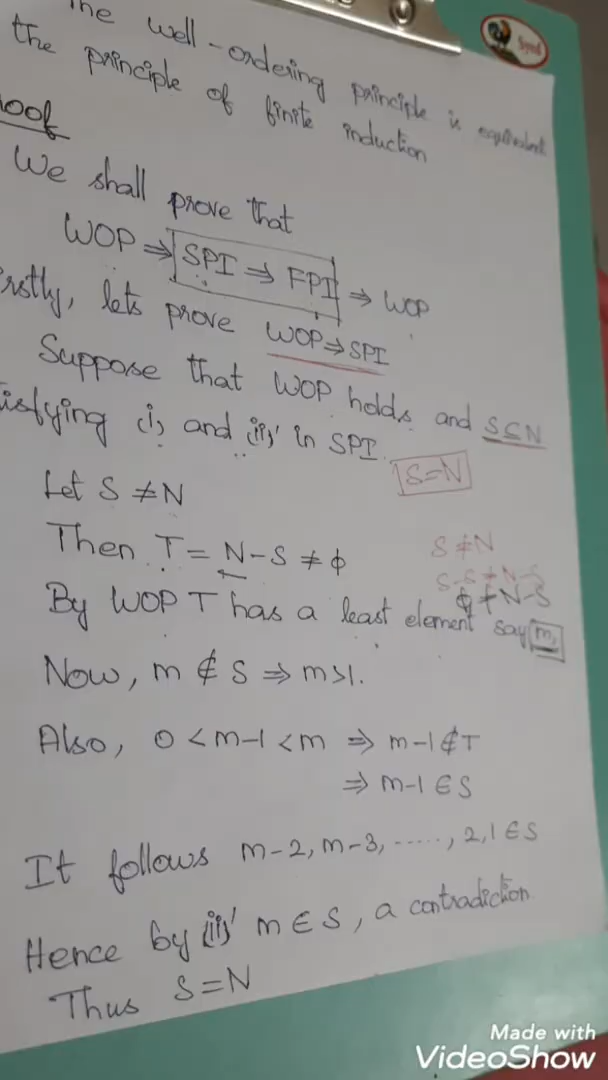 The well-ordering principle is equivalent
the principle of finite induction
oof
We shall prove that
WOP ⇒ SPI ⇒ FPI ⇒ WOP
rstly, lets prove WOP ⇒ SPI
Suppose that WOP holds and S ⊆ N
tisfying (i) and (ii)' in SPI.
S = N
Let S ≠ N
Then T = N - S ≠ ϕ
S ≠ N
S-S ≠ N-S
ϕ ≠ N-S
By WOP T has a least element say m,
Now, m ∉ S ⇒ m>1.
Also, 0 < m-1 < m ⇒ m-1 ∉ T
⇒ m-1 ∈ S
It follows m-2, m-3, ......, 2, 1 ∈ S
Hence by (ii)' m ∈ S, a contradiction
Thus S = N
Made with
VideoShow